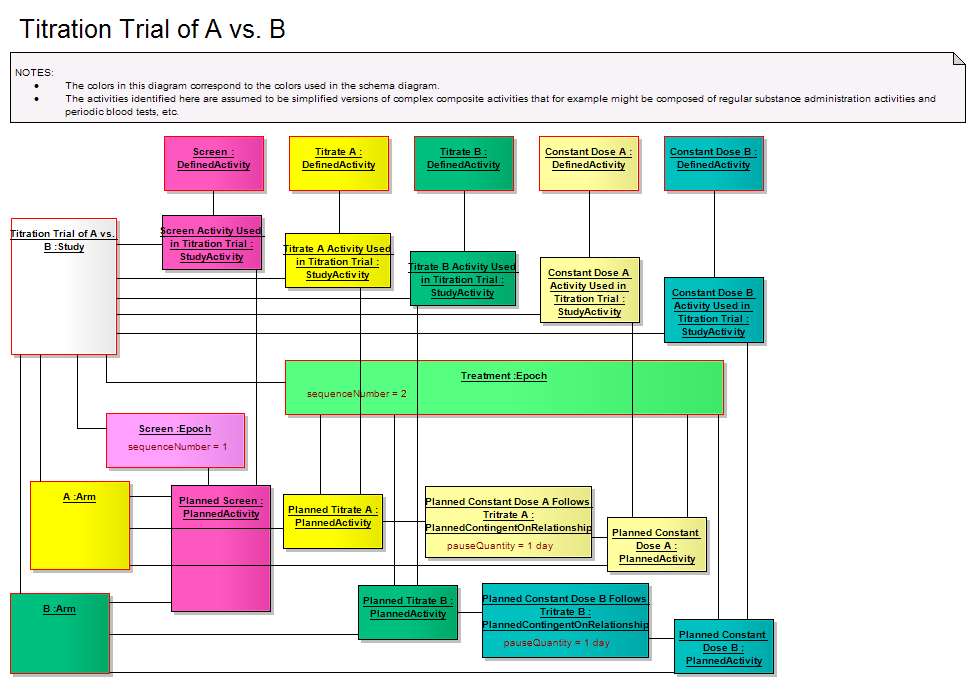 Titration Trial of A vs. B
NOTES:
• The colors in this diagram correspond to the colors used in the schema diagram.
• The activities identified here are assumed to be simplified versions of complex composite activities that for example might be composed of regular substance administration activities and
periodic blood tests, etc.
Screen :
DefinedActivity
Titrate A :
DefinedActivity
Titrate B :
DefinedActivity
Constant Dose A :
DefinedActivity
Constant Dose B :
DefinedActivity
Titration Trial of A vs.
B :Study
Screen Activity Used
in Titration Trial :
StudyActivity
Titrate A Activity Used
in Titration Trial :
StudyActivity
Titrate B Activity Used
in Titration Trial :
StudyActivity
Constant Dose A
Activity Used in
Titration Trial :
StudyActivity
Constant Dose B
Activity Used in
Titration Trial :
StudyActivity
Treatment :Epoch
sequenceNumber = 2
Screen :Epoch
sequenceNumber = 1
A :Arm
Planned Screen :
PlannedActivity
Planned Titrate A :
PlannedActivity
Planned Constant Dose A Follows
Tritrate A :
PlannedContingentOnRelationship
pauseQuantity = 1 day
Planned Constant
Dose A :
PlannedActivity
B :Arm
Planned Titrate B :
PlannedActivity
Planned Constant Dose B Follows
Tritrate B :
PlannedContingentOnRelationship
pauseQuantity = 1 day
Planned Constant
Dose B :
PlannedActivity